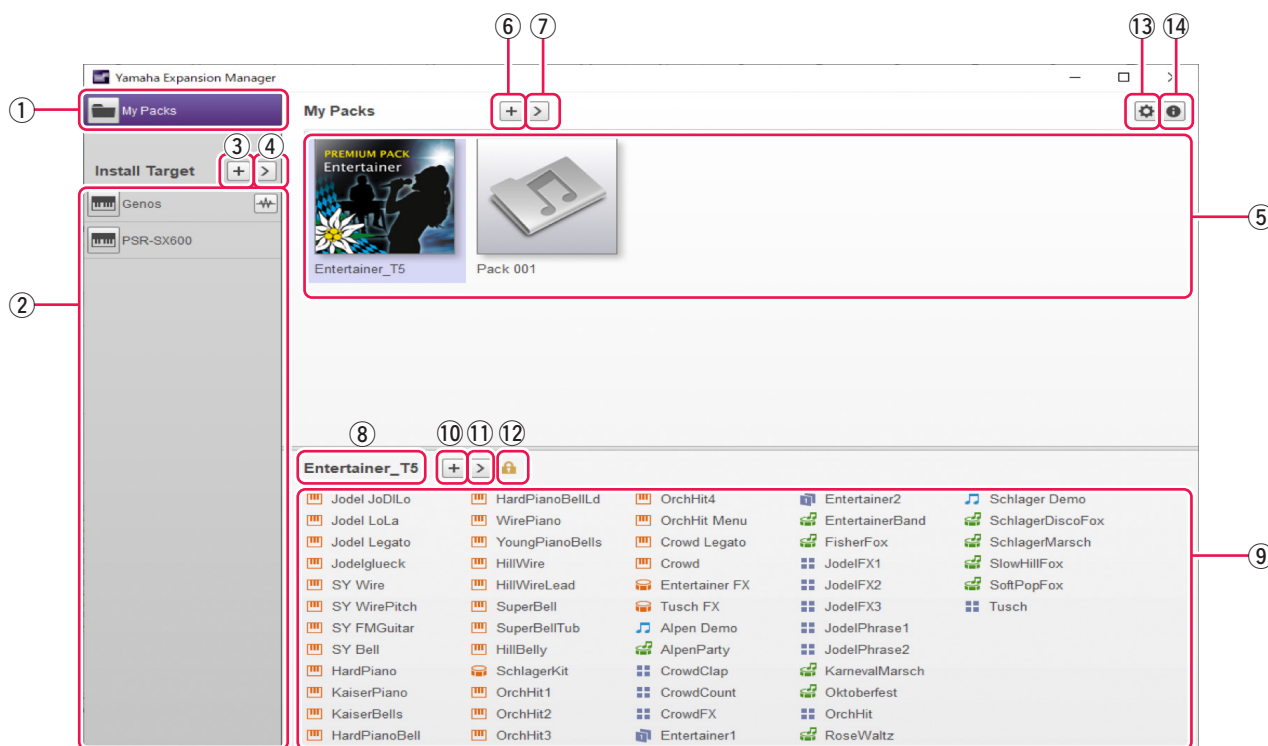 ⑥ ⑦ ⑬ ⑭
Yamaha Expansion Manager
① My Packs
My Packs
③ ④
Install Target
Genos
PSR-SX600
②
PREMIUM PACK
Entertainer
Entertainer_T5
Pack 001
⑤
⑧ ⑩ ⑪ ⑫
Entertainer_T5
Jodel JoDlLo
Jodel LoLa
Jodel Legato
Jodelglueck
SY Wire
SY WirePitch
SY FMGuitar
SY Bell
HardPiano
KaiserPiano
KaiserBells
HardPianoBell
HardPianoBellLd
WirePiano
YoungPianoBells
HillWire
HillWireLead
SuperBell
SuperBellTub
HillBelly
SchlagerKit
OrchHit1
OrchHit2
OrchHit3
OrchHit4
OrchHit Menu
Crowd Legato
Crowd
Entertainer FX
Tusch FX
Alpen Demo
AlpenParty
CrowdClap
CrowdCount
CrowdFX
Entertainer1
Entertainer2
EntertainerBand
FisherFox
JodelFX1
JodelFX2
JodelFX3
JodelPhrase1
JodelPhrase2
KarnevalMarsch
Oktoberfest
OrchHit
RoseWaltz
Schlager Demo
SchlagerDiscoFox
SchlagerMarsch
SlowHillFox
SoftPopFox
Tusch
⑨